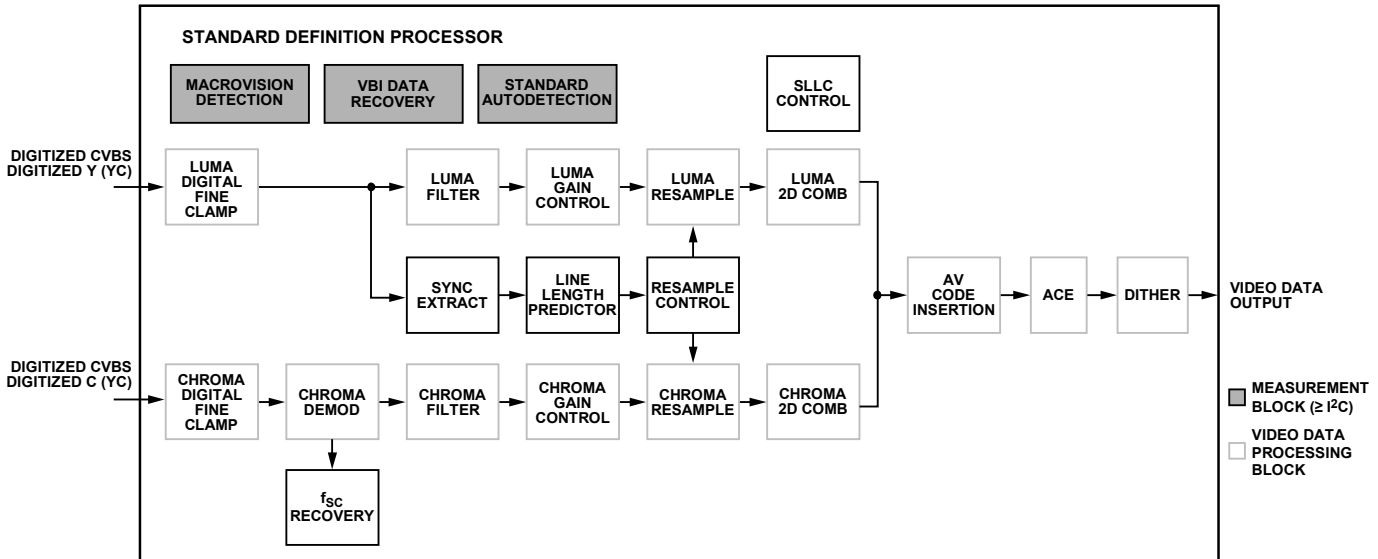 STANDARD DEFINITION PROCESSOR
MACROVISION
DETECTION
VBI DATA
RECOVERY
STANDARD
AUTODETECTION
SLLC
CONTROL
DIGITIZED CVBS
DIGITIZED Y (YC)
LUMA
DIGITAL
FINE
CLAMP
LUMA
FILTER
LUMA
GAIN
CONTROL
LUMA
RESAMPLE
LUMA
2D COMB
SYNC
EXTRACT
LINE
LENGTH
PREDICTOR
RESAMPLE
CONTROL
AV
CODE
INSERTION
ACE
DITHER
VIDEO DATA
OUTPUT
DIGITIZED CVBS
DIGITIZED C (YC)
CHROMA
DIGITAL
FINE
CLAMP
CHROMA
DEMOD
CHROMA
FILTER
CHROMA
GAIN
CONTROL
CHROMA
RESAMPLE
CHROMA
2D COMB
fSC
RECOVERY
MEASUREMENT
BLOCK (≥ I²C)
VIDEO DATA
PROCESSING
BLOCK